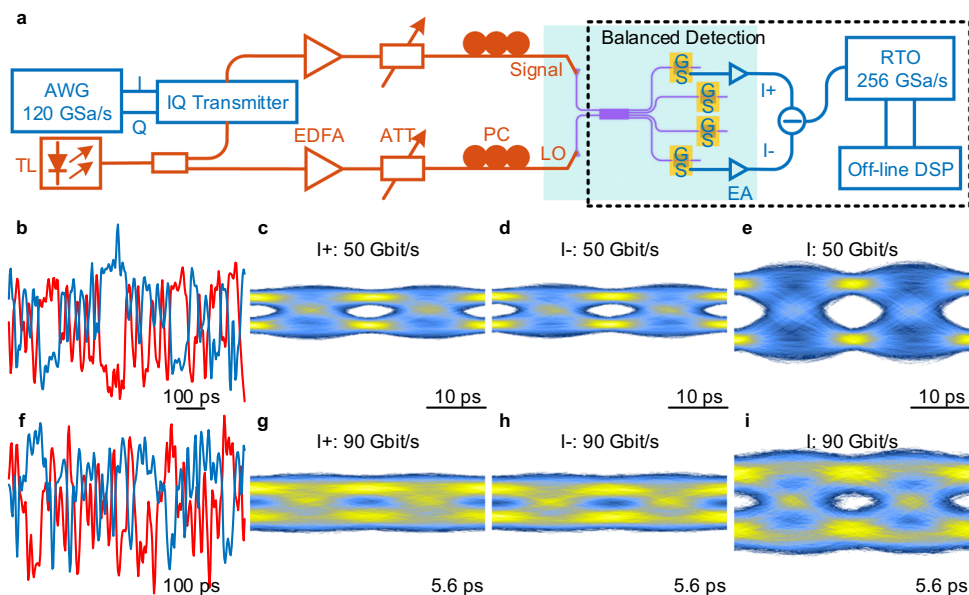 a
Balanced Detection
AWG
120 GSa/s
I
Q
IQ Transmitter
TL
EDFA
ATT
PC
Signal
LO
G
S
G
S
G
S
G
S
EA
I+
I-
RTO
256 GSa/s
Off-line DSP
b
100 ps
c
I+: 50 Gbit/s
10 ps
d
I-: 50 Gbit/s
10 ps
e
I: 50 Gbit/s
10 ps
f
100 ps
g
I+: 90 Gbit/s
5.6 ps
h
I-: 90 Gbit/s
5.6 ps
i
I: 90 Gbit/s
5.6 ps